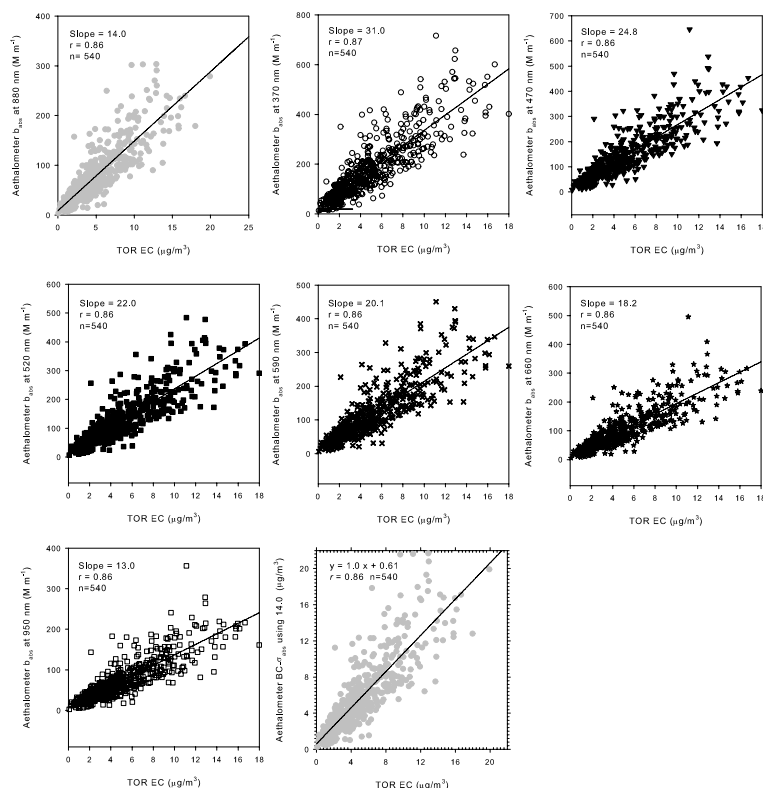 Slope = 14.0
r = 0.86
n= 540
Aethalometer b_abs at 880 nm (M m⁻¹)
400
300
200
100
0
0 5 10 15 20 25
TOR EC (µg/m³)
Slope = 31.0
r = 0.87
n=540
Aethalometer b_abs at 370 nm (M m⁻¹)
800
600
400
200
0
0 2 4 6 8 10 12 14 16 18
TOR EC (µg/m³)
Slope = 24.8
r = 0.86
n=540
Aethalometer b_abs at 470 nm (M m⁻¹)
700
600
500
400
300
200
100
0
0 2 4 6 8 10 12 14 16 18
TOR EC (µg/m³)
Slope = 22.0
r = 0.86
n=540
Aethalometer b_abs at 520 nm (M m⁻¹)
600
500
400
300
200
100
0
0 2 4 6 8 10 12 14 16 18
TOR EC (µg/m³)
Slope = 20.1
r = 0.86
n= 540
Aethalometer b_abs at 590 nm (M m⁻¹)
500
400
300
200
100
0
0 2 4 6 8 10 12 14 16 18
TOR EC (µg/m³)
Slope = 18.2
r = 0.86
n=540
Aethalometer b_abs at 660 nm (M m⁻¹)
600
500
400
300
200
100
0
0 2 4 6 8 10 12 14 16 18
TOR EC (µg/m³)
Slope = 13.0
r = 0.86
n=540
Aethalometer b_abs at 950 nm (M m⁻¹)
400
300
200
100
0
0 2 4 6 8 10 12 14 16 18
TOR EC (µg/m³)
y = 1.0 x + 0.61
r = 0.86 n=540
Aethalometer BC-σ_abs using 14.0 (µg/m³)
20
16
12
8
4
0
0 4 8 12 16 20
TOR EC (µg/m³)